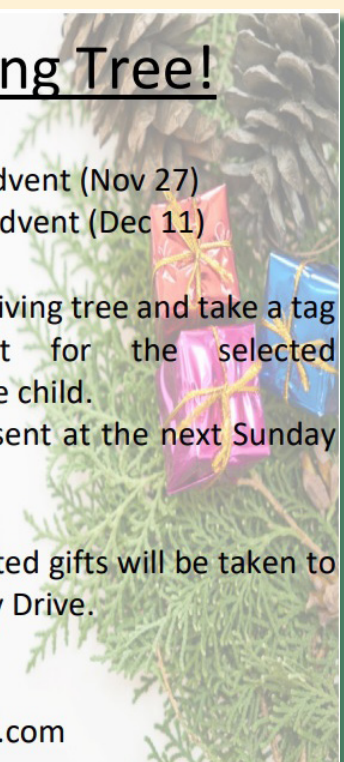 ng Tree!
dvent (Nov 27)
dvent (Dec 11)
iving tree and take a tag
t for the selected
e child.
sent at the next Sunday
ted gifts will be taken to
y Drive.
.com